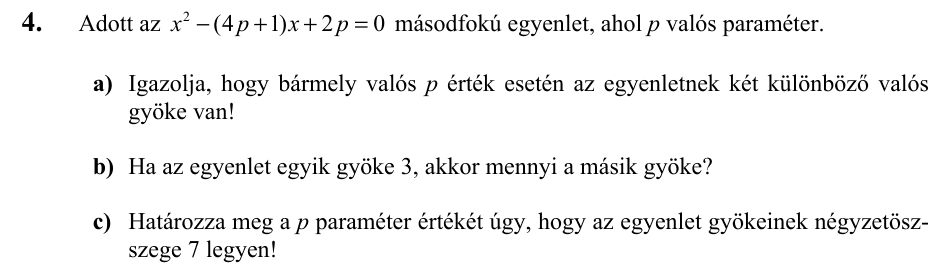 4. Adott az x² − (4p + 1)x + 2p = 0 másodfokú egyenlet, ahol p valós paraméter.
a) Igazolja, hogy bármely valós p érték esetén az egyenletnek két különböző valós
gyöke van!
b) Ha az egyenlet egyik gyöke 3, akkor mennyi a másik gyöke?
c) Határozza meg a p paraméter értékét úgy, hogy az egyenlet gyökeinek négyzetösz-
szege 7 legyen!